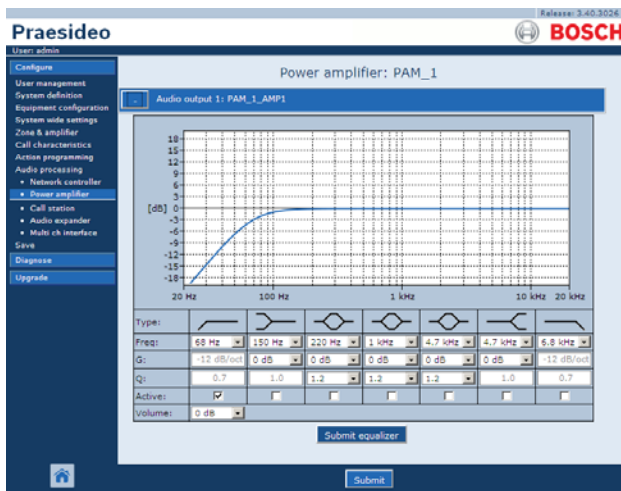 Release: 3.40.3026
Praesideo
BOSCH
User: admin
Configure
User management
System definition
Equipment configuration
System wide settings
Zone & amplifier
Call characteristics
Action programming
Audio processing
• Network controller
• Power amplifier
• Call station
• Audio expander
• Multi ch interface
Save
Diagnose
Upgrade
Power amplifier: PAM_1
- Audio output 1: PAM_1_AMP1
18
15
12
9
6
3
[dB] 0
-3
-6
-9
-12
-15
-18
20 Hz 100 Hz 1 kHz 10 kHz 20 kHz
Type:
Freq: 68 Hz 150 Hz 220 Hz 1 kHz 4.7 kHz 4.7 kHz 6.8 kHz
G: -12 dB/oct 0 dB 0 dB 0 dB 0 dB 0 dB -12 dB/oct
Q: 0.7 1.0 1.2 1.2 1.2 1.0 0.7
Active:
Volume: 0 dB
Submit equalizer
Submit